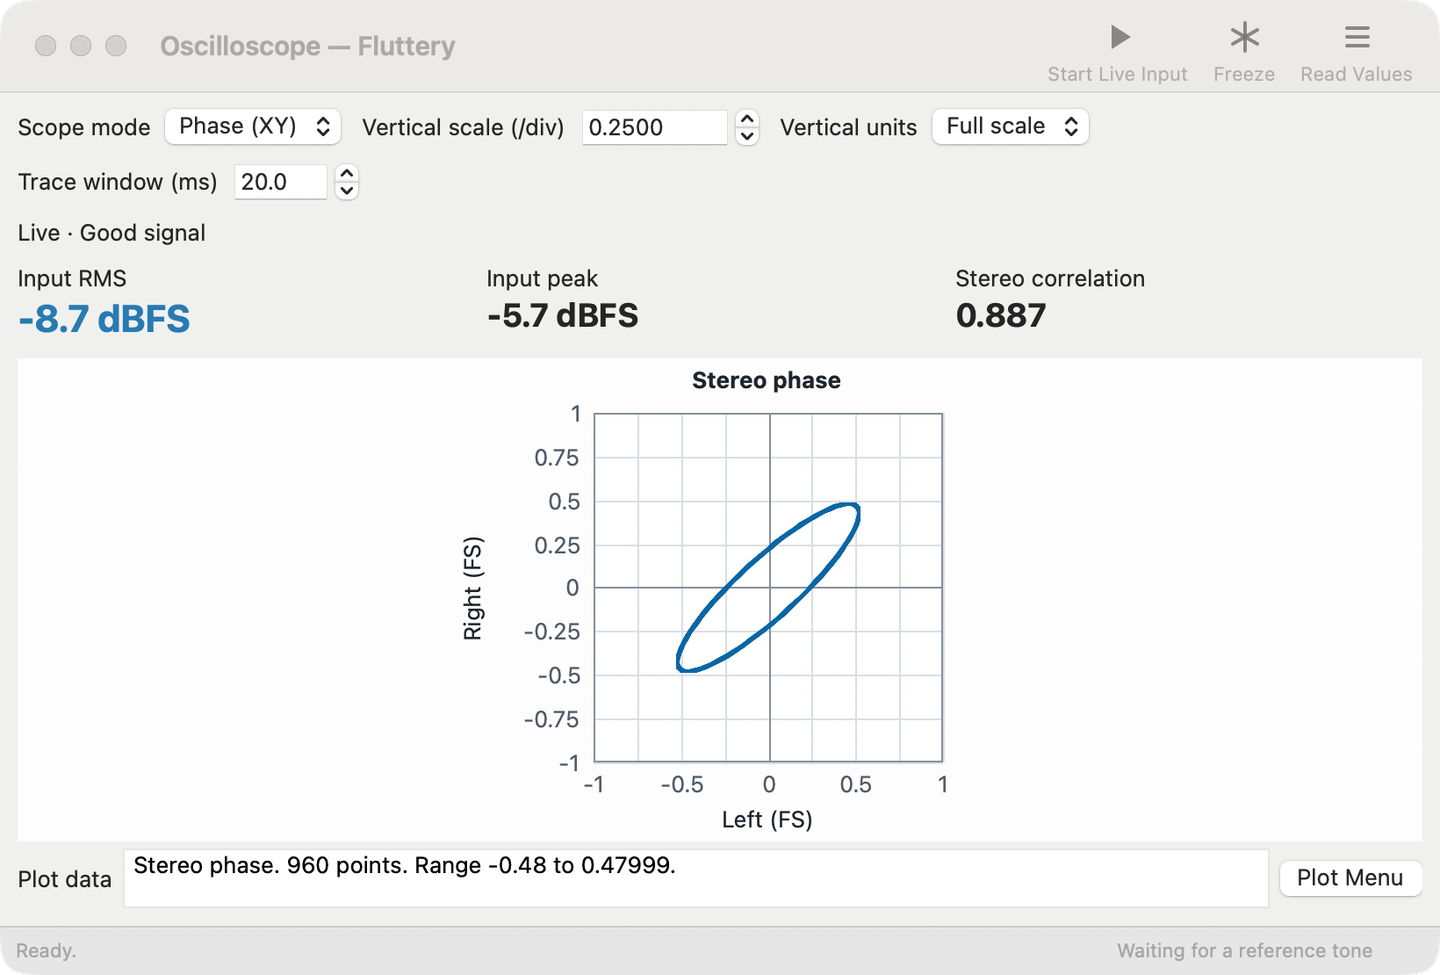 Oscilloscope — Fluttery
Start Live Input
Freeze
Read Values
Scope mode Phase (XY) Vertical scale (/div) 0.2500 Vertical units Full scale
Trace window (ms) 20.0
Live · Good signal
Input RMS
-8.7 dBFS
Input peak
-5.7 dBFS
Stereo correlation
0.887
Stereo phase
1
0.75
0.5
0.25
0
-0.25
-0.5
-0.75
-1
Right (FS)
-1 -0.5 0 0.5 1
Left (FS)
Plot data Stereo phase. 960 points. Range -0.48 to 0.47999.
Plot Menu
Ready.
Waiting for a reference tone